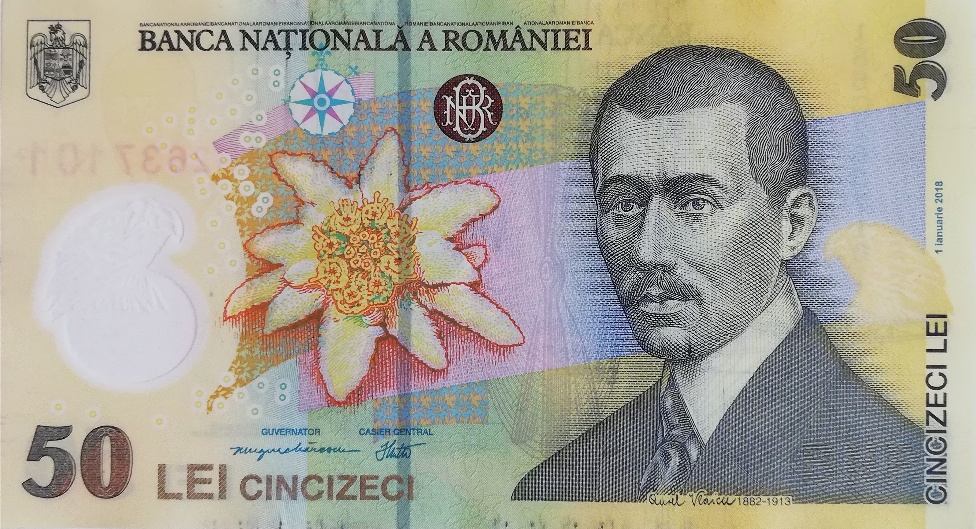 BANCA NAȚIONALĂ A ROMÂNIEI
50
1 Ianuarie 2018
GUVERNATOR CASIER CENTRAL
50 LEI CINCIZECI
Aurel Vlaicu 1882-1913
CINCIZECI LEI